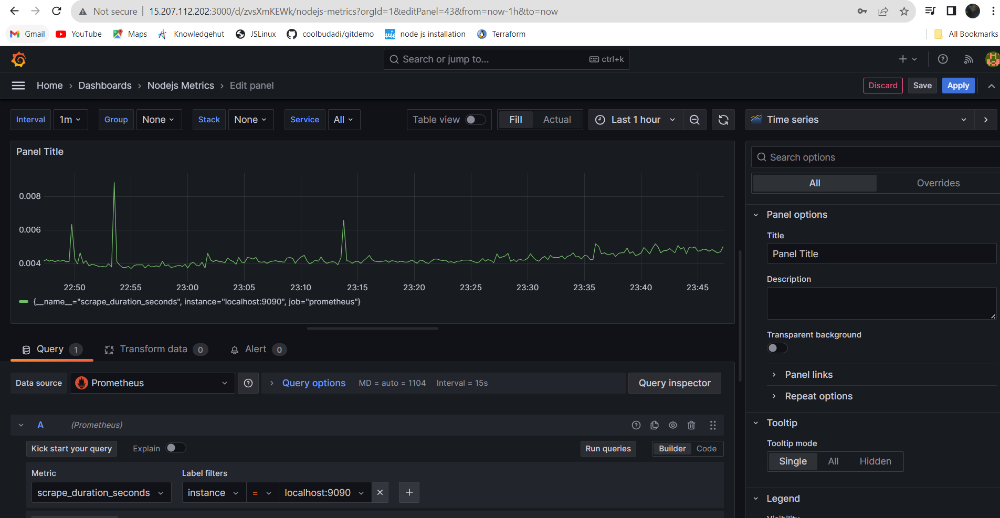 Not secure 15.207.112.202:3000/d/zvsXmKEWk/nodejs-metrics?orgId=1&editPanel=43&from=now-1h&to=now
Gmail YouTube Maps Knowledgehut JSLinux coolbudadi/gitdemo node js installation Terraform All Bookmarks
Search or jump to... ctrl+k
Home › Dashboards › Nodejs Metrics › Edit panel Discard Save Apply
Interval 1m Group None Stack None Service All Table view Fill Actual Last 1 hour Time series
Panel Title
Search options
All Overrides
0.008
0.006
0.004
22:50 22:55 23:00 23:05 23:10 23:15 23:20 23:25 23:30 23:35 23:40 23:45
{__name__="scrape_duration_seconds", instance="localhost:9090", job="prometheus"}
Panel options
Title
Panel Title
Description
Transparent background
Panel links
Repeat options
Tooltip
Tooltip mode
Single All Hidden
Legend
Visibility
Query 1 Transform data 0 Alert 0
Data source Prometheus Query options MD = auto = 1104 Interval = 15s Query inspector
A (Prometheus)
Kick start your query Explain Run queries Builder Code
Metric Label filters
scrape_duration_seconds instance = localhost:9090